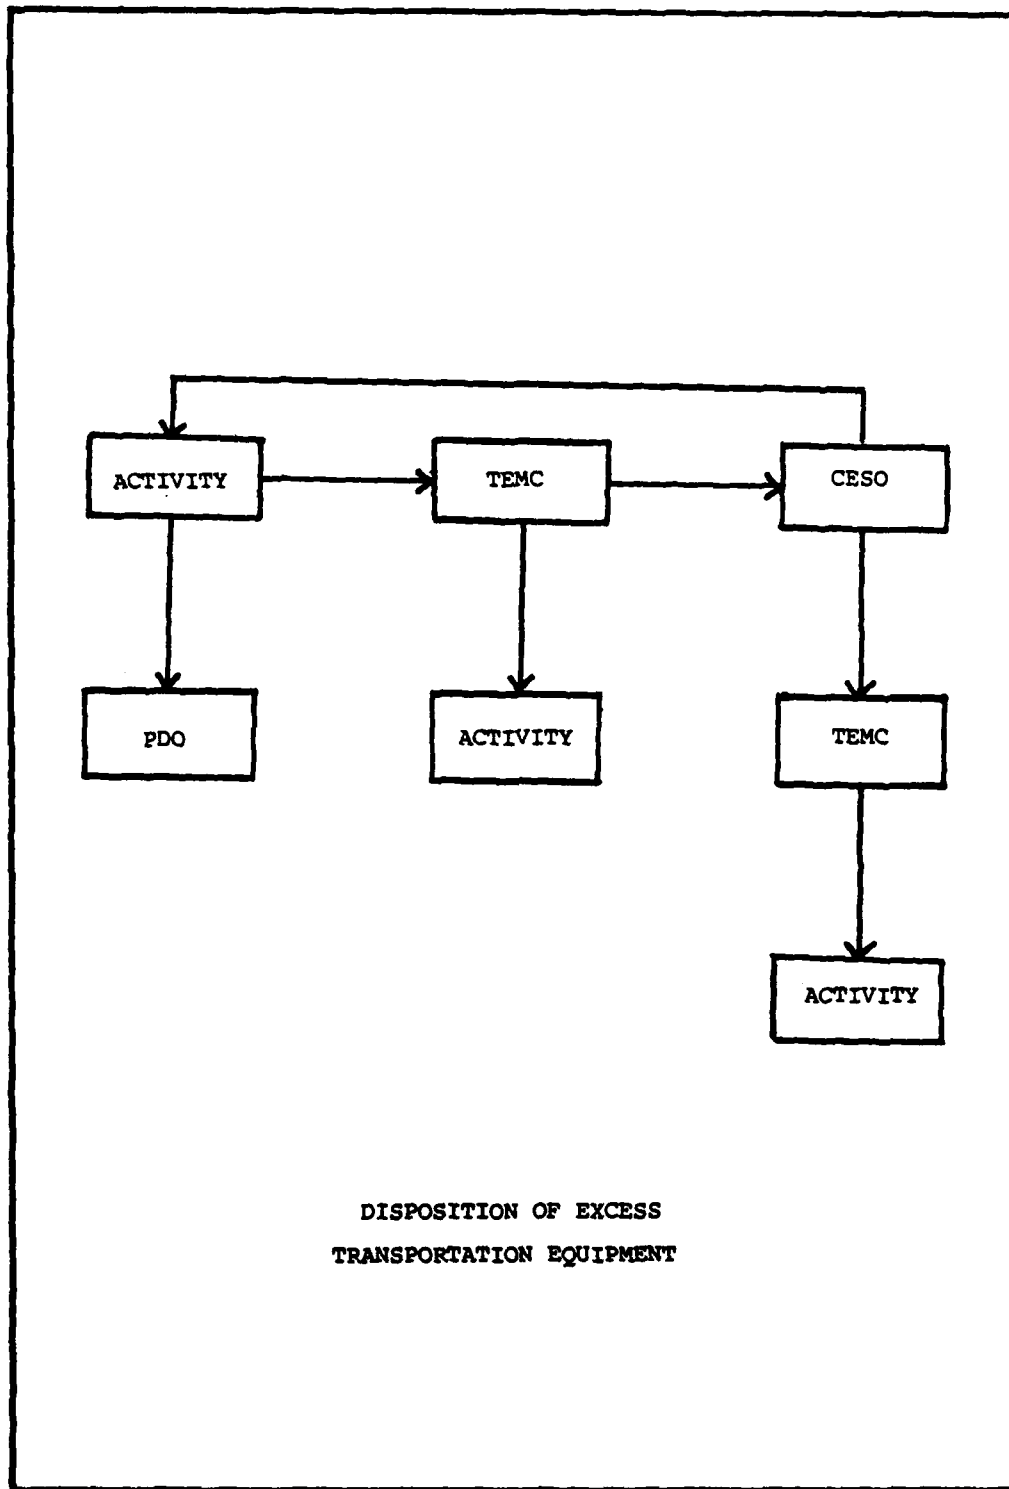 ACTIVITY
TEMC
CESO
PDO
ACTIVITY
TEMC
ACTIVITY
DISPOSITION OF EXCESS
TRANSPORTATION EQUIPMENT